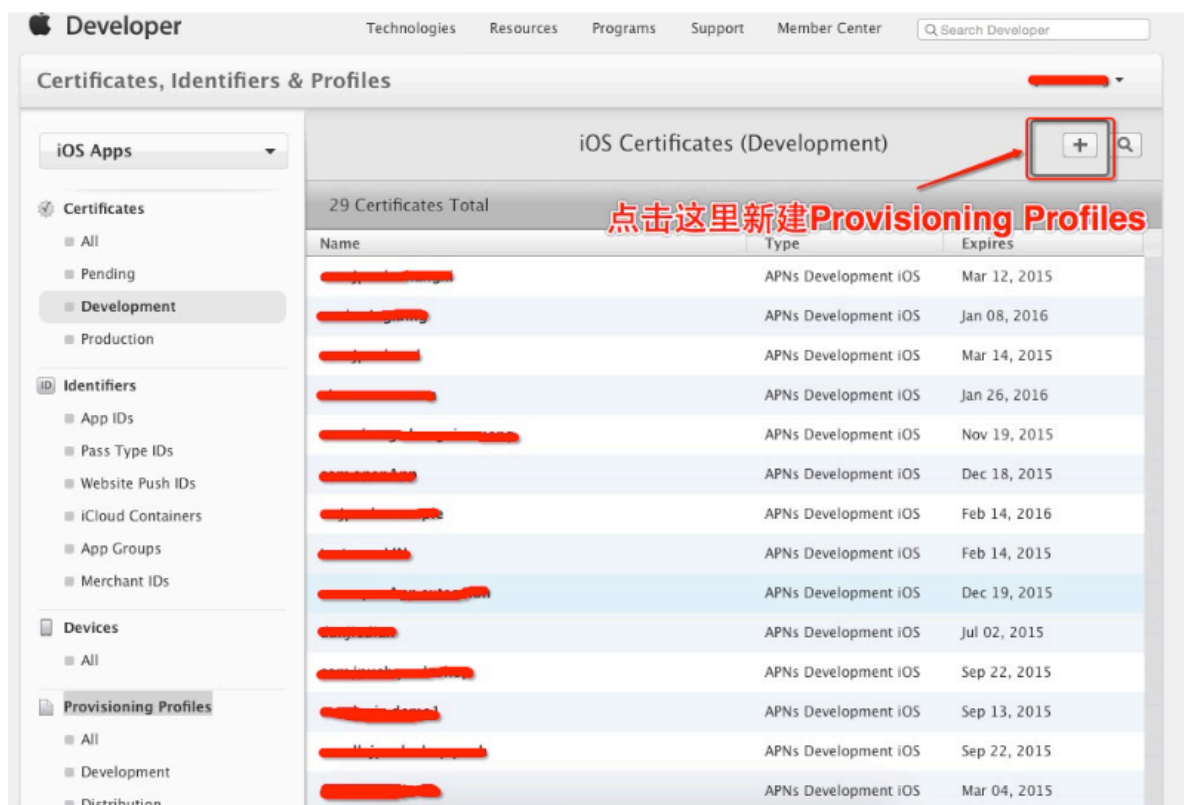 Developer
Technologies Resources Programs Support Member Center Search Developer
Certificates, Identifiers & Profiles
iOS Apps
iOS Certificates (Development)
+
Certificates
29 Certificates Total
点击这里新建Provisioning Profiles
All
Name Type Expires
Pending
APNs Development iOS Mar 12, 2015
Development
APNs Development iOS Jan 08, 2016
Production
APNs Development iOS Mar 14, 2015
ID Identifiers
APNs Development iOS Jan 26, 2016
App IDs
APNs Development iOS Nov 19, 2015
Pass Type IDs
APNs Development iOS Dec 18, 2015
Website Push IDs
iCloud Containers
APNs Development iOS Feb 14, 2016
App Groups
APNs Development iOS Feb 14, 2015
Merchant IDs
APNs Development iOS Dec 19, 2015
Devices
APNs Development iOS Jul 02, 2015
All
APNs Development iOS Sep 22, 2015
Provisioning Profiles
APNs Development iOS Sep 13, 2015
All
APNs Development iOS Sep 22, 2015
Development
APNs Development iOS Mar 04, 2015
Distribution